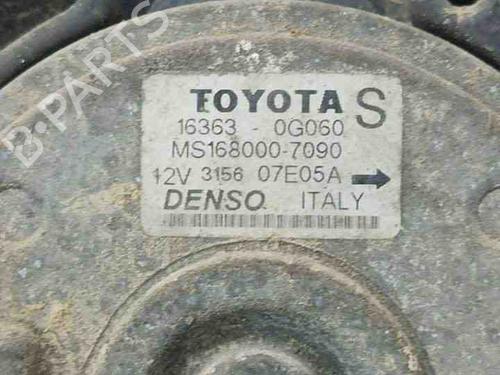 B-PARTS
TOYOTA S
16363 - 0G060
MS168000-7090
12V 3156 07E05A
DENSO ITALY